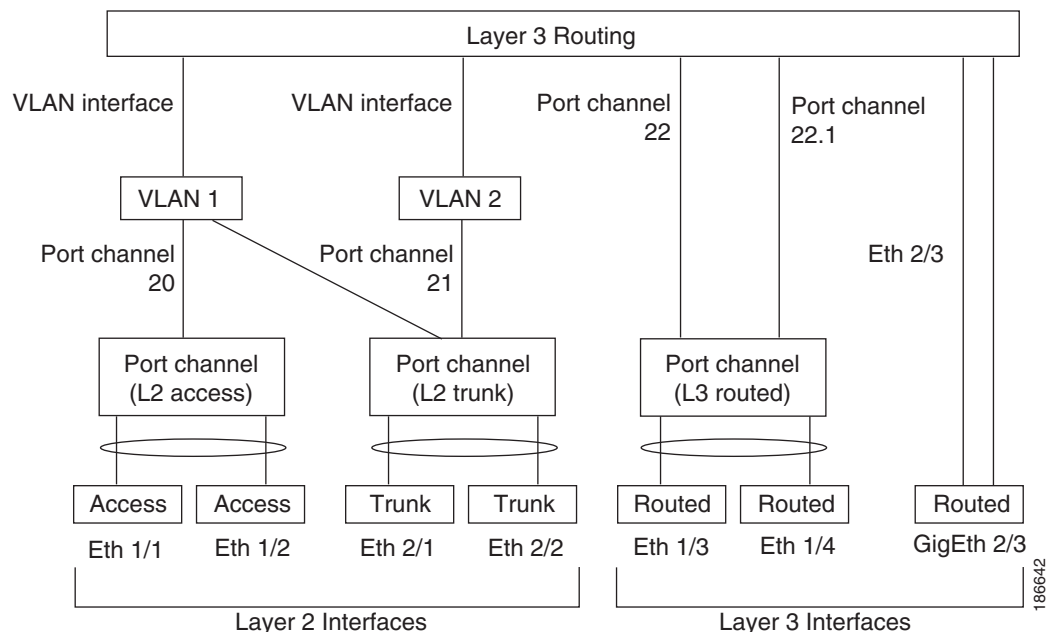 Layer 3 Routing
VLAN interface
VLAN interface
Port channel
22
Port channel
22.1
VLAN 1
VLAN 2
Port channel
20
Port channel
21
Eth 2/3
Port channel
(L2 access)
Port channel
(L2 trunk)
Port channel
(L3 routed)
Access
Access
Trunk
Trunk
Routed
Routed
Routed
Eth 1/1
Eth 1/2
Eth 2/1
Eth 2/2
Eth 1/3
Eth 1/4
GigEth 2/3
Layer 2 Interfaces
Layer 3 Interfaces
186642